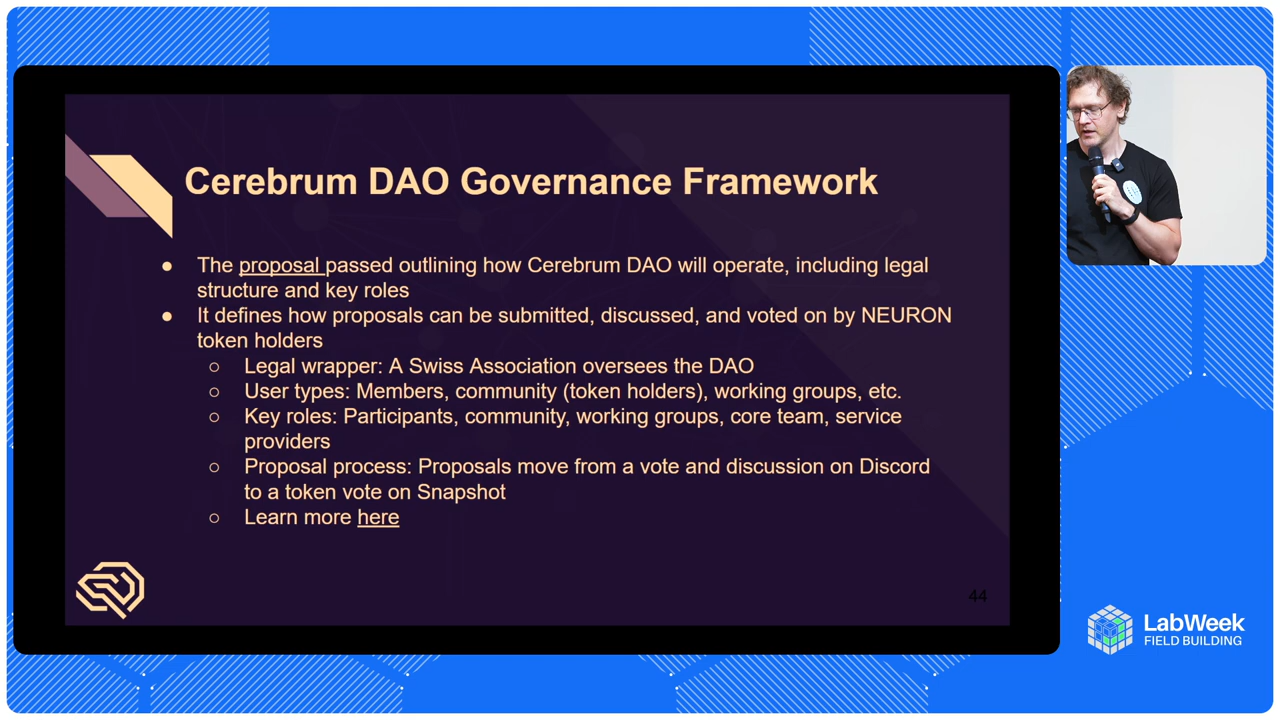 Cerebrum DAO Governance Framework
● The proposal passed outlining how Cerebrum DAO will operate, including legal
structure and key roles
● It defines how proposals can be submitted, discussed, and voted on by NEURON
token holders
○ Legal wrapper: A Swiss Association oversees the DAO
○ User types: Members, community (token holders), working groups, etc.
○ Key roles: Participants, community, working groups, core team, service
providers
○ Proposal process: Proposals move from a vote and discussion on Discord
to a token vote on Snapshot
○ Learn more here
44
LabWeek
FIELD BUILDING